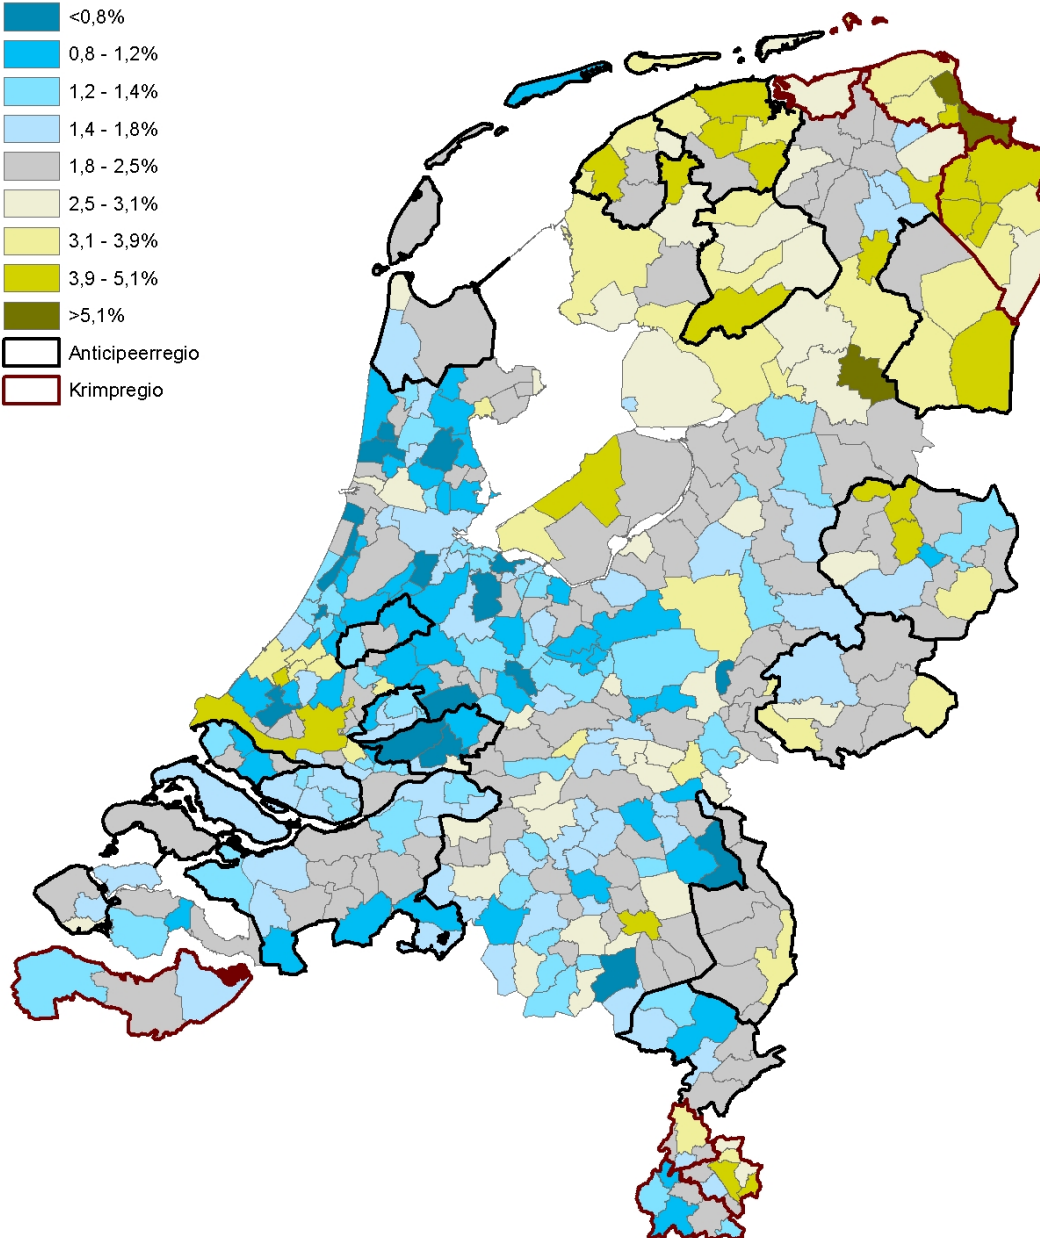 <0,8%
0,8 - 1,2%
1,2 - 1,4%
1,4 - 1,8%
1,8 - 2,5%
2,5 - 3,1%
3,1 - 3,9%
3,9 - 5,1%
>5,1%
Anticipeerregio
Krimpregio